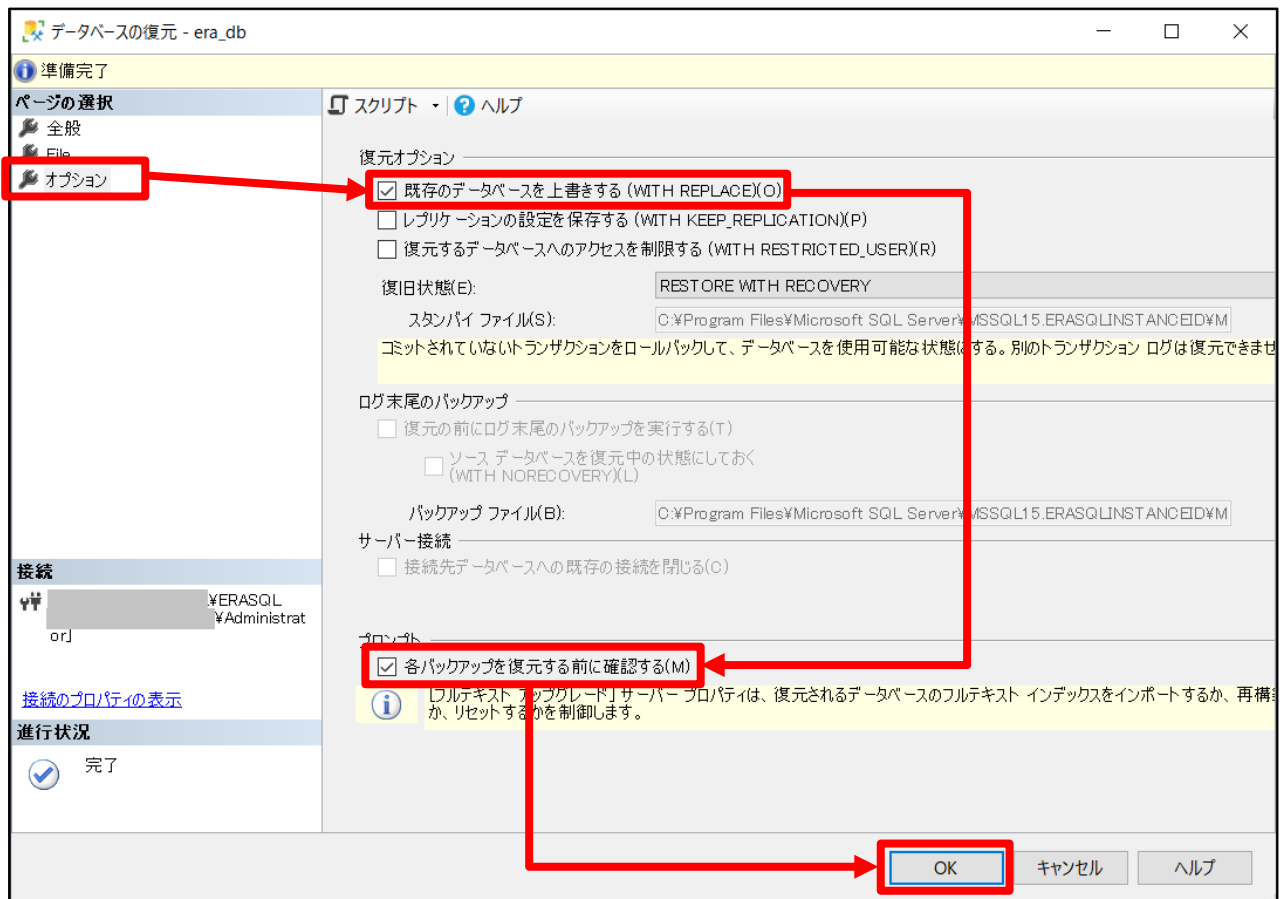 データベースの復元 - era_db
準備完了
ページの選択
全般
File
オプション
スクリプト
ヘルプ
復元オプション
既存のデータベースを上書きする (WITH REPLACE)(O)
レプリケーションの設定を保存する (WITH KEEP_REPLICATION)(P)
復元するデータベースへのアクセスを制限する (WITH RESTRICTED_USER)(R)
復旧状態(E):
RESTORE WITH RECOVERY
スタンバイ ファイル(S):
C:¥Program Files¥Microsoft SQL Server¥MSSQL15.ERASQLINSTANCEID¥M
コミットされていないトランザクションをロールバックして、データベースを使用可能な状態にする。別のトランザクション ログは復元できませ
ログ末尾のバックアップ
復元の前にログ末尾のバックアップを実行する(T)
ソース データベースを復元中の状態にしておく
(WITH NORECOVERY)(L)
バックアップ ファイル(B):
C:¥Program Files¥Microsoft SQL Server¥MSSQL15.ERASQLINSTANCEID¥M
サーバー接続
接続先データベースへの既存の接続を閉じる(C)
プロンプト
各バックアップを復元する前に確認する(M)
[フルテキスト アップグレード] サーバー プロパティは、復元されるデータベースのフルテキスト インデックスをインポートするか、再構
か、リセットするかを制御します。
接続
¥ERASQL
¥Administrat
or]
接続のプロパティの表示
進行状況
完了
OK
キャンセル
ヘルプ